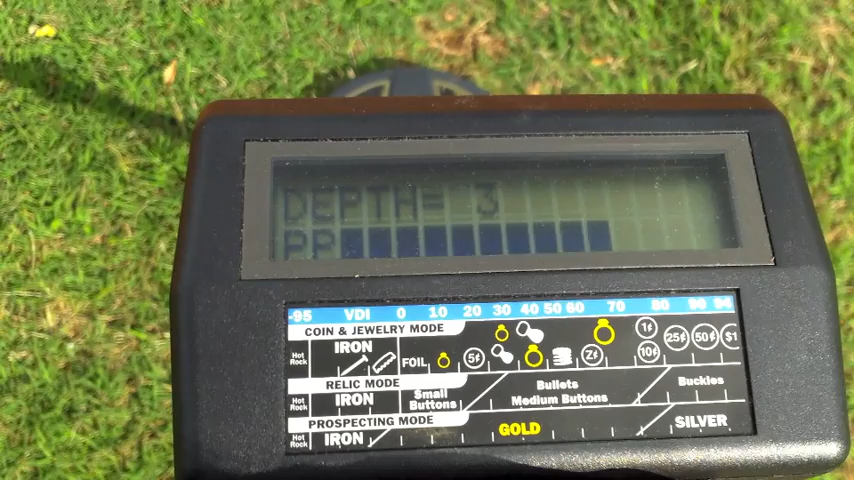 DEPTH= 3
PP
-95 VDI 0 10 20 30 40 50 60 70 80 90 94
COIN & JEWELRY MODE
Hot Rock IRON FOIL 5¢ Z¢ 1¢ 10¢ 25¢ 50¢ $1
RELIC MODE
Hot Rock IRON Small Buttons Bullets Medium Buttons Buckles
PROSPECTING MODE
Hot Rock IRON GOLD SILVER